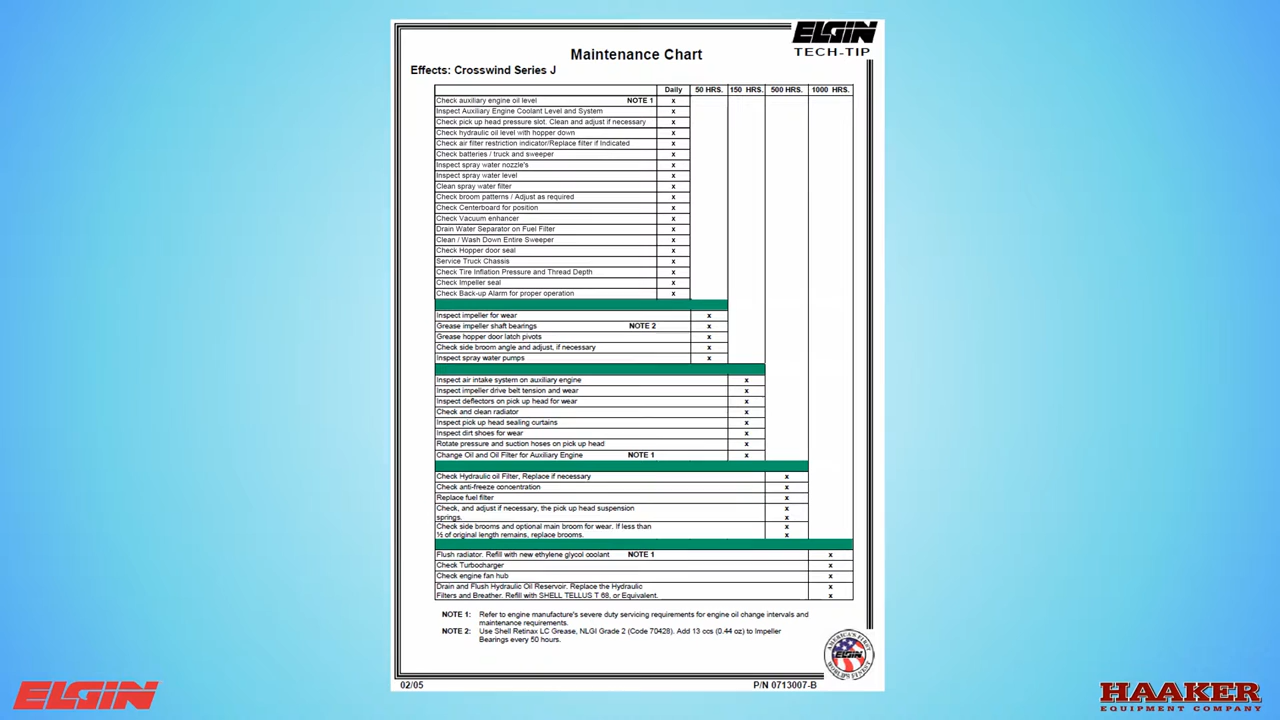 ELGIN
TECH-TIP
Maintenance Chart
Effects: Crosswind Series J
Daily 50 HRS. 150 HRS. 500 HRS. 1000 HRS.
Check auxiliary engine oil level NOTE 1 x
Inspect Auxiliary Engine Coolant Level and System x
Check pick up head pressure slot. Clean and adjust if necessary x
Check hydraulic oil level with hopper down x
Check air filter restriction indicator/Replace filter if Indicated x
Check batteries / truck and sweeper x
Inspect spray water nozzle's x
Inspect spray water level x
Clean spray water filter x
Check broom patterns / Adjust as required x
Check Centerboard for position x
Check Vacuum enhancer x
Drain Water Separator on Fuel Filter x
Clean / Wash Down Entire Sweeper x
Check Hopper door seal x
Service Truck Chassis x
Check Tire Inflation Pressure and Thread Depth x
Check Impeller seal x
Check Back-up Alarm for proper operation x
Inspect impeller for wear x
Grease impeller shaft bearings NOTE 2 x
Grease hopper door latch pivots x
Check side broom angle and adjust, if necessary x
Inspect spray water pumps x
Inspect air intake system on auxiliary engine x
Inspect impeller drive belt tension and wear x
Inspect deflectors on pick up head for wear x
Check and clean radiator x
Inspect pick up head sealing curtains x
Inspect dirt shoes for wear x
Rotate pressure and suction hoses on pick up head x
Change Oil and Oil Filter for Auxiliary Engine NOTE 1 x
Check Hydraulic oil Filter, Replace if necessary x
Check anti-freeze concentration x
Replace fuel filter x
Check, and adjust if necessary, the pick up head suspension x
springs. x
Check side brooms and optional main broom for wear. If less than x
½ of original length remains, replace brooms. x
Flush radiator. Refill with new ethylene glycol coolant NOTE 1 x
Check Turbocharger x
Check engine fan hub x
Drain and Flush Hydraulic Oil Reservoir. Replace the Hydraulic x
Filters and Breather. Refill with SHELL TELLUS T 68, or Equivalent. x
NOTE 1: Refer to engine manufacture's severe duty servicing requirements for engine oil change intervals and
maintenance requirements.
NOTE 2: Use Shell Retinax LC Grease, NLGI Grade 2 (Code 70428). Add 13 ccs (0.44 oz) to Impeller
Bearings every 50 hours.
AMERICA'S FIRST
ELGIN
WORLD'S FINEST
02/05 P/N 0713007-B
ELGIN
HAAKER
EQUIPMENT COMPANY